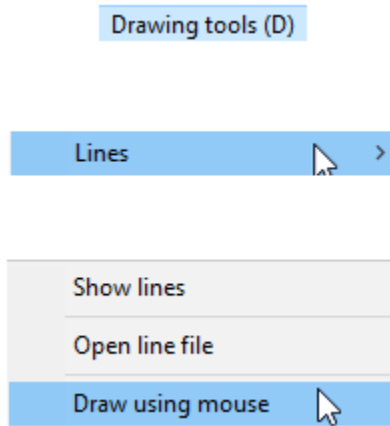 Drawing tools (D)
Lines
Show lines
Open line file
Draw using mouse